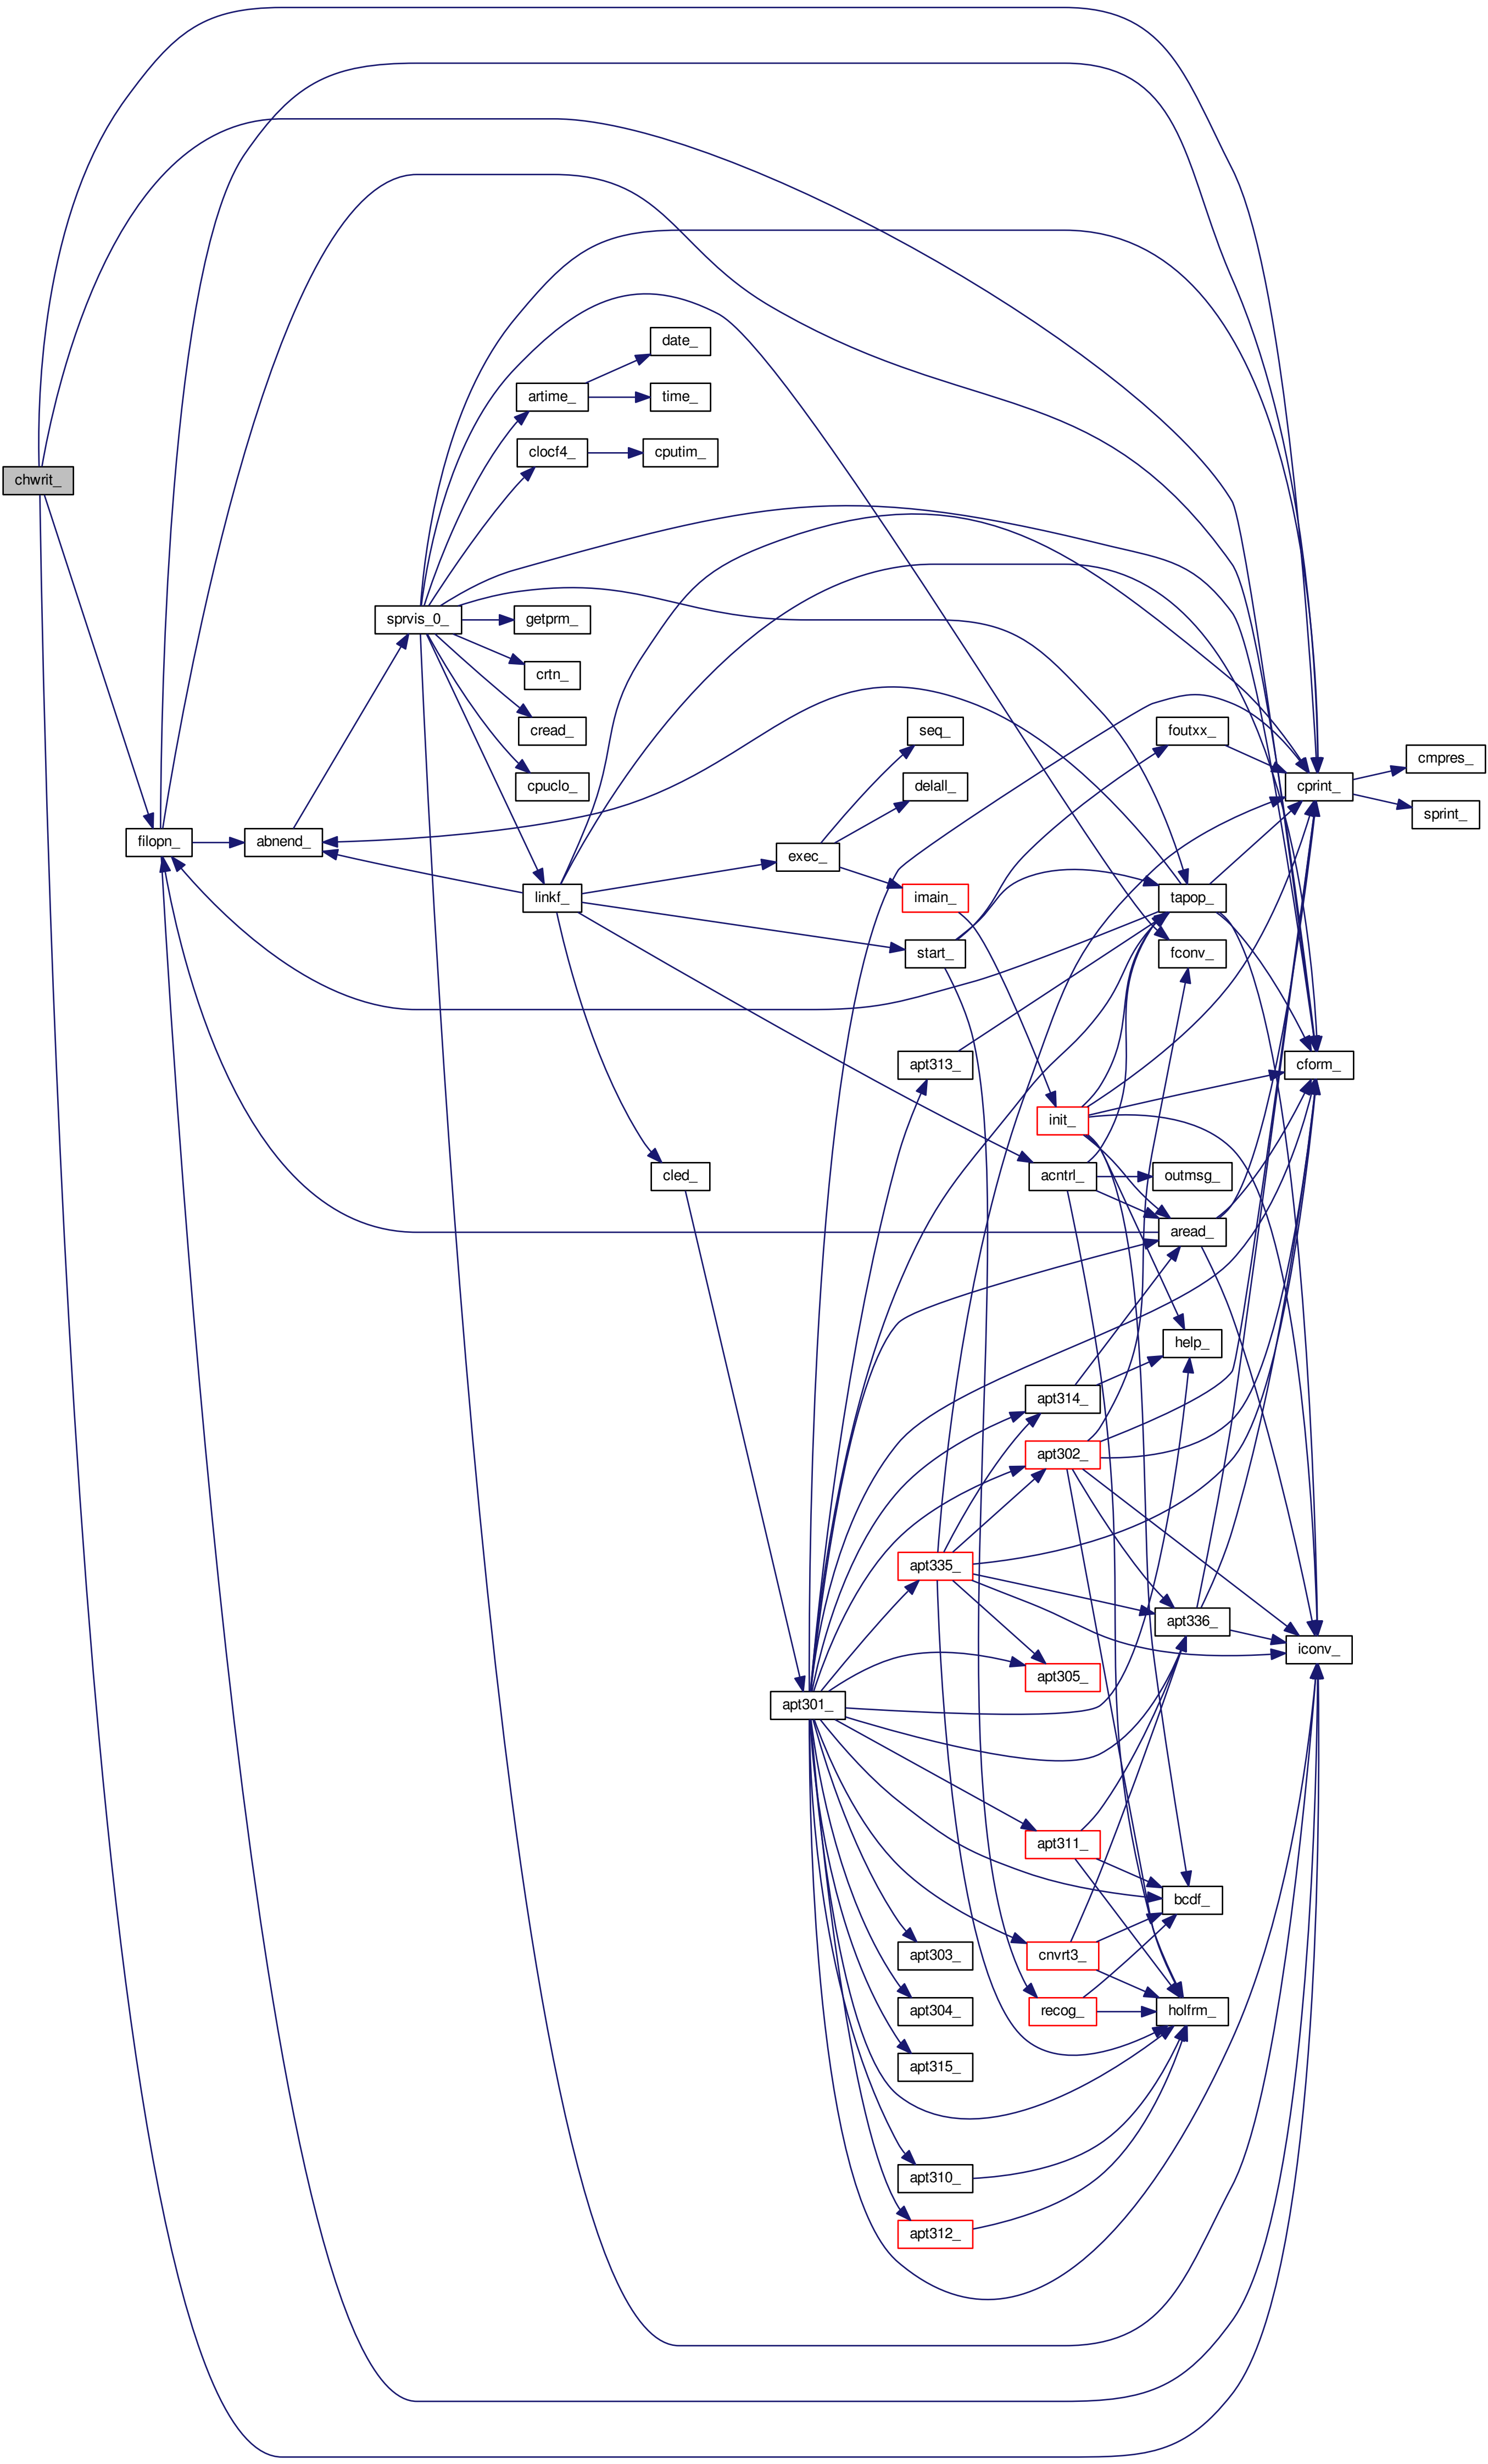 date_
artime_
time_
clocf4_
cputim_
chwrit_
sprvis_0_
getprm_
crtn_
cread_
seq_
foutxx_
cmpres_
cpuclo_
delall_
cprint_
sprint_
filopn_
abnend_
exec_
linkf_
imain_
tapop_
start_
fconv_
apt313_
cform_
init_
cled_
acntrl_
outmsg_
aread_
help_
apt314_
apt302_
apt335_
apt336_
iconv_
apt305_
apt301_
apt311_
bcdf_
apt303_
cnvrt3_
apt304_
recog_
holfrm_
apt315_
apt310_
apt312_